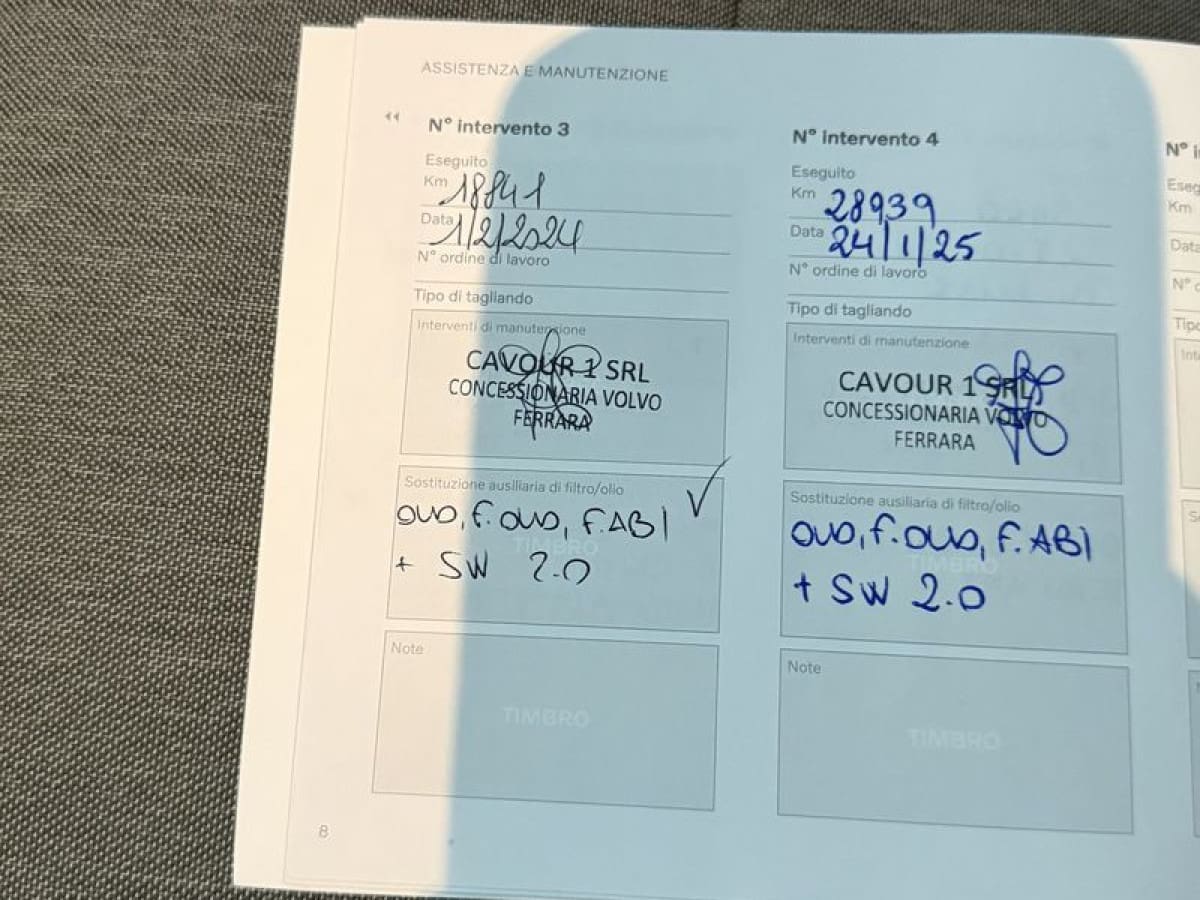 ASSISTENZA E MANUTENZIONE
N° intervento 3
Eseguito
Km 18841
Data 1/2/2024
N° ordine di lavoro
Tipo di tagliando
Interventi di manutenzione
CAVOUR 1 SRL
CONCESSIONARIA VOLVO
FERRARA
Sostituzione ausiliaria di filtro/olio
OLIO, F. OLIO, F. ABI
TIMBRO
+ SW 2.0
Note
TIMBRO
8
N° intervento 4
Eseguito
Km 28939
Data 24/1/25
N° ordine di lavoro
Tipo di tagliando
Interventi di manutenzione
CAVOUR 1 SRL
CONCESSIONARIA VOLVO
FERRARA
Sostituzione ausiliaria di filtro/olio
OLIO, F. OLIO, F. ABI
TIMBRO
+ SW 2.0
Note
TIMBRO
N°
Km
Data